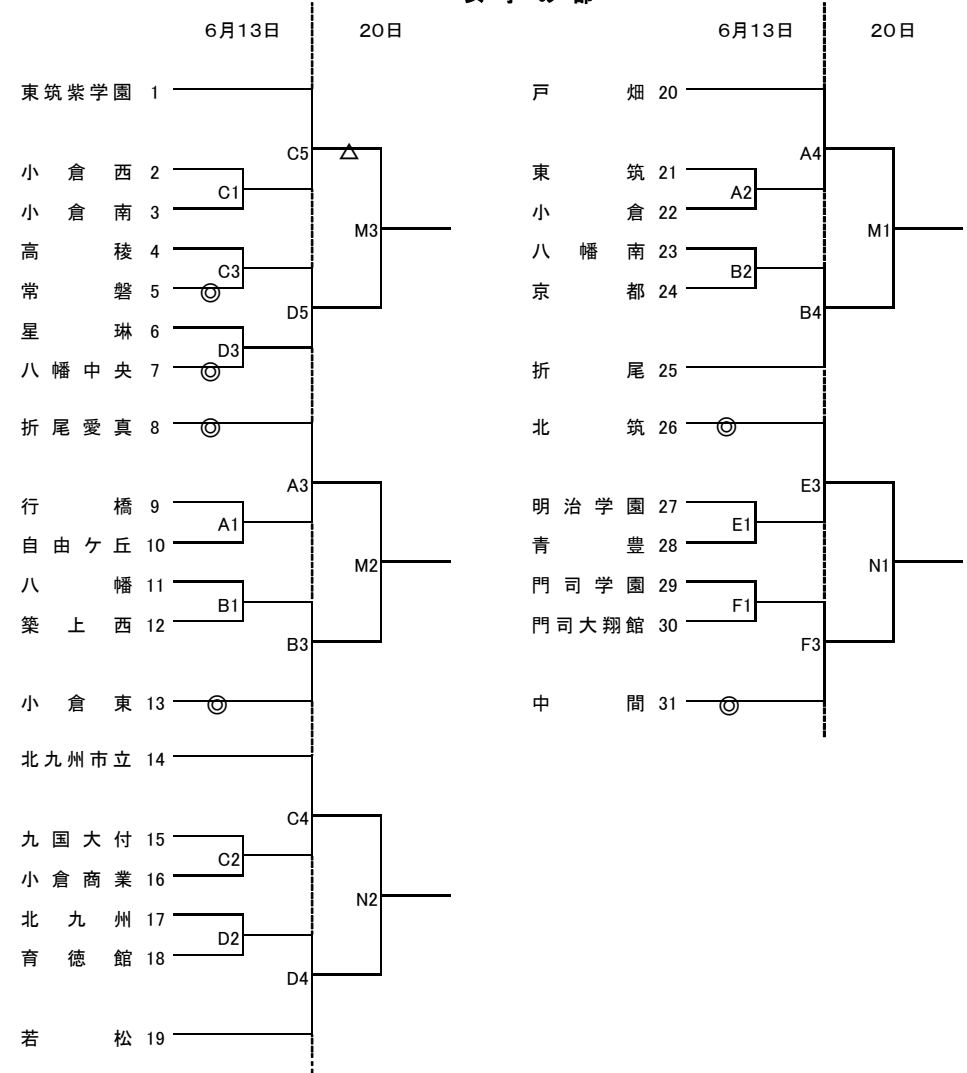 6月13日 20日
東筑紫学園 1
C5 △
小倉西 2
C1
小倉南 3
M3
高稜 4
C3
常磐 5 ◎
D5
星琳 6
D3
八幡中央 7 ◎
折尾愛真 8 ◎
A3
行橋 9
A1
自由ケ丘 10
M2
八幡 11
B1
築上西 12
B3
小倉東 13 ◎
北九州市立 14
C4
九国大付 15
C2
小倉商業 16
N2
北九州 17
D2
育徳館 18
D4
若松 19
6月13日 20日
戸畑 20
A4
東筑 21
A2
小倉 22
M1
八幡南 23
B2
京都 24
B4
折尾 25
北筑 26 ◎
E3
明治学園 27
E1
青豊 28
N1
門司学園 29
F1
門司大翔館 30
F3
中間 31 ◎